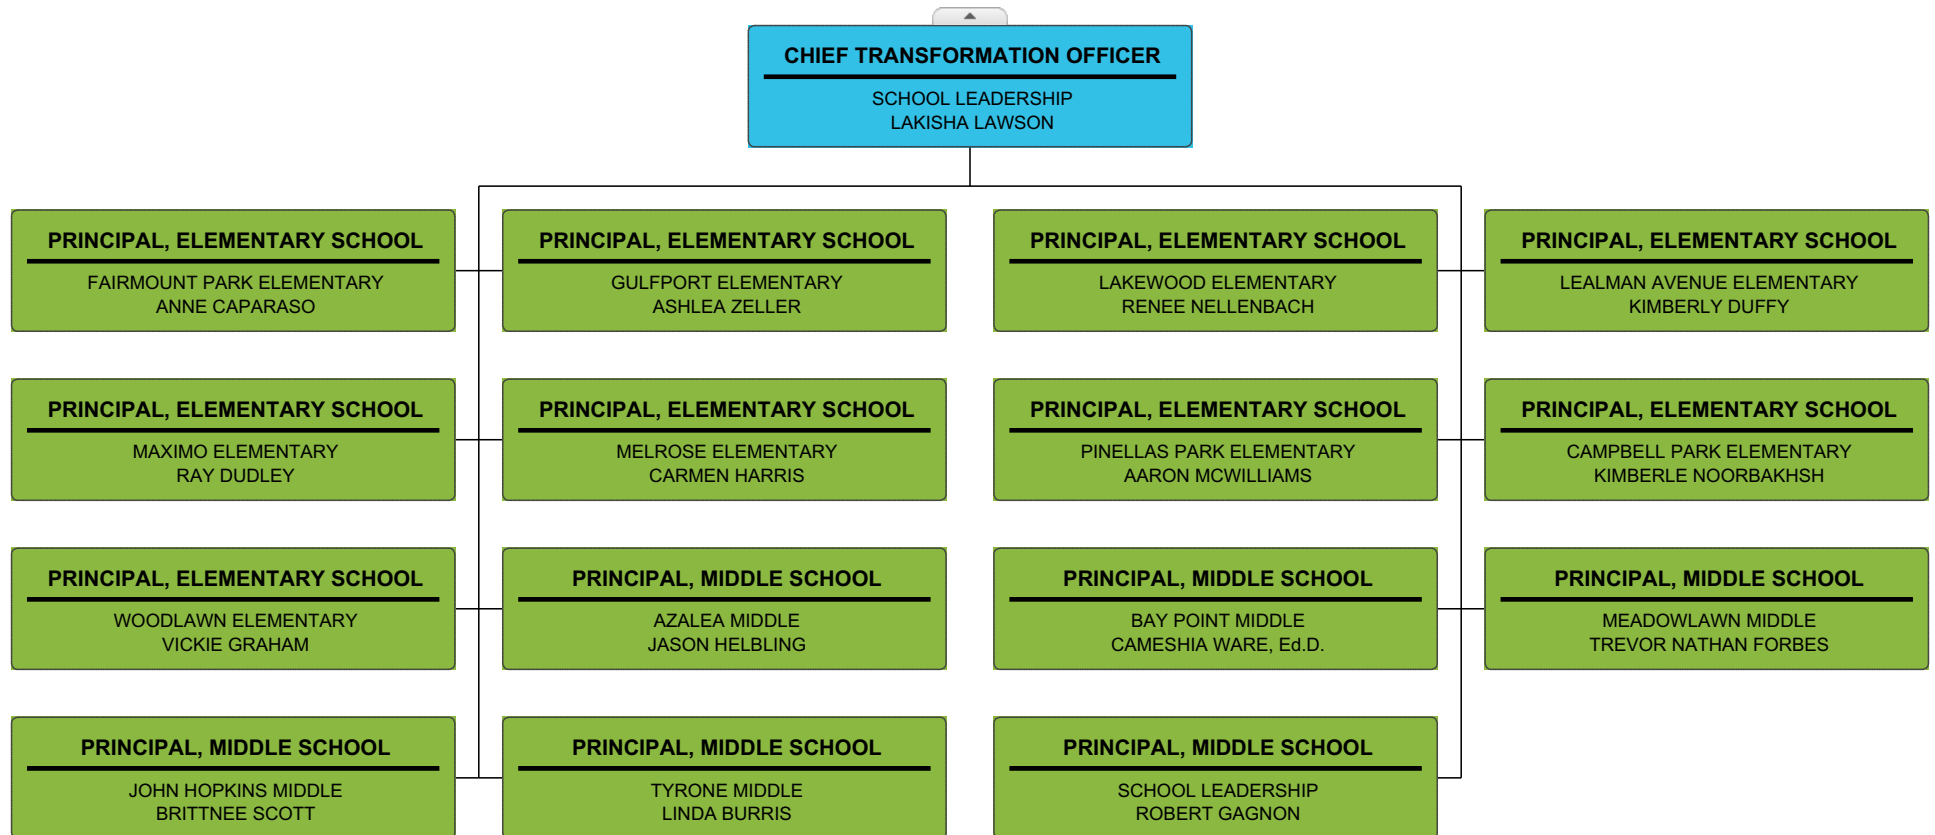 CHIEF TRANSFORMATION OFFICER
SCHOOL LEADERSHIP
LAKISHA LAWSON
PRINCIPAL, ELEMENTARY SCHOOL
FAIRMOUNT PARK ELEMENTARY
ANNE CAPARASO
PRINCIPAL, ELEMENTARY SCHOOL
GULFPORT ELEMENTARY
ASHLEA ZELLER
PRINCIPAL, ELEMENTARY SCHOOL
LAKEWOOD ELEMENTARY
RENEE NELLENBACH
PRINCIPAL, ELEMENTARY SCHOOL
LEALMAN AVENUE ELEMENTARY
KIMBERLY DUFFY
PRINCIPAL, ELEMENTARY SCHOOL
MAXIMO ELEMENTARY
RAY DUDLEY
PRINCIPAL, ELEMENTARY SCHOOL
MELROSE ELEMENTARY
CARMEN HARRIS
PRINCIPAL, ELEMENTARY SCHOOL
PINELLAS PARK ELEMENTARY
AARON MCWILLIAMS
PRINCIPAL, ELEMENTARY SCHOOL
CAMPBELL PARK ELEMENTARY
KIMBERLE NOORBAKHSH
PRINCIPAL, ELEMENTARY SCHOOL
WOODLAWN ELEMENTARY
VICKIE GRAHAM
PRINCIPAL, MIDDLE SCHOOL
AZALEA MIDDLE
JASON HELBLING
PRINCIPAL, MIDDLE SCHOOL
BAY POINT MIDDLE
CAMESHIA WARE, Ed.D.
PRINCIPAL, MIDDLE SCHOOL
MEADOWLAWN MIDDLE
TREVOR NATHAN FORBES
PRINCIPAL, MIDDLE SCHOOL
JOHN HOPKINS MIDDLE
BRITTNEE SCOTT
PRINCIPAL, MIDDLE SCHOOL
TYRONE MIDDLE
LINDA BURRIS
PRINCIPAL, MIDDLE SCHOOL
SCHOOL LEADERSHIP
ROBERT GAGNON